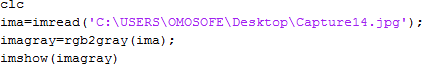 clc
ima=imread('C:\USERS\OMOSOFE\Desktop\Capture14.jpg');
imagray=rgb2gray(ima);
imshow(imagray)